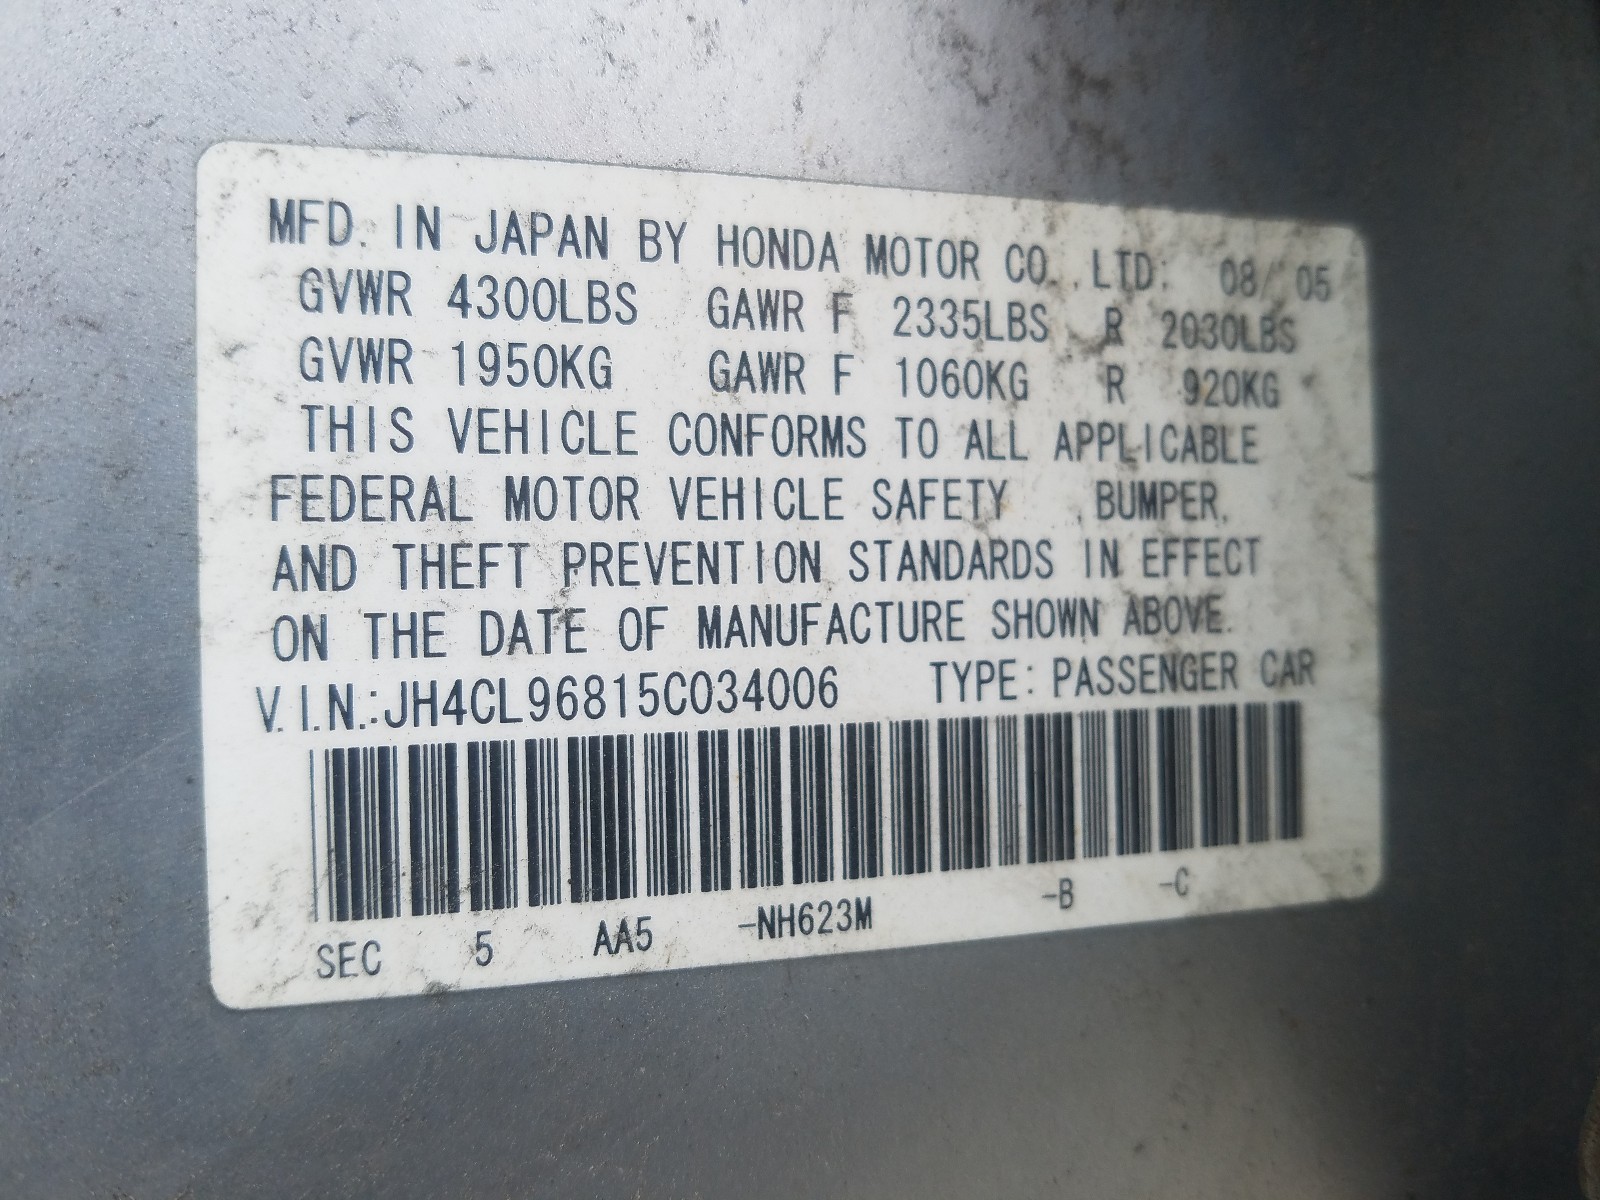 MFD. IN JAPAN BY HONDA MOTOR CO., LTD. 08/ 05
GVWR 4300LBS GAWR F 2335LBS R 2030LBS
GVWR 1950KG GAWR F 1060KG R 920KG
THIS VEHICLE CONFORMS TO ALL APPLICABLE
FEDERAL MOTOR VEHICLE SAFETY , BUMPER,
AND THEFT PREVENTION STANDARDS IN EFFECT
ON THE DATE OF MANUFACTURE SHOWN ABOVE.
V.I.N.:JH4CL96815C034006 TYPE: PASSENGER CAR
SEC 5 AA5 -NH623M -B -C